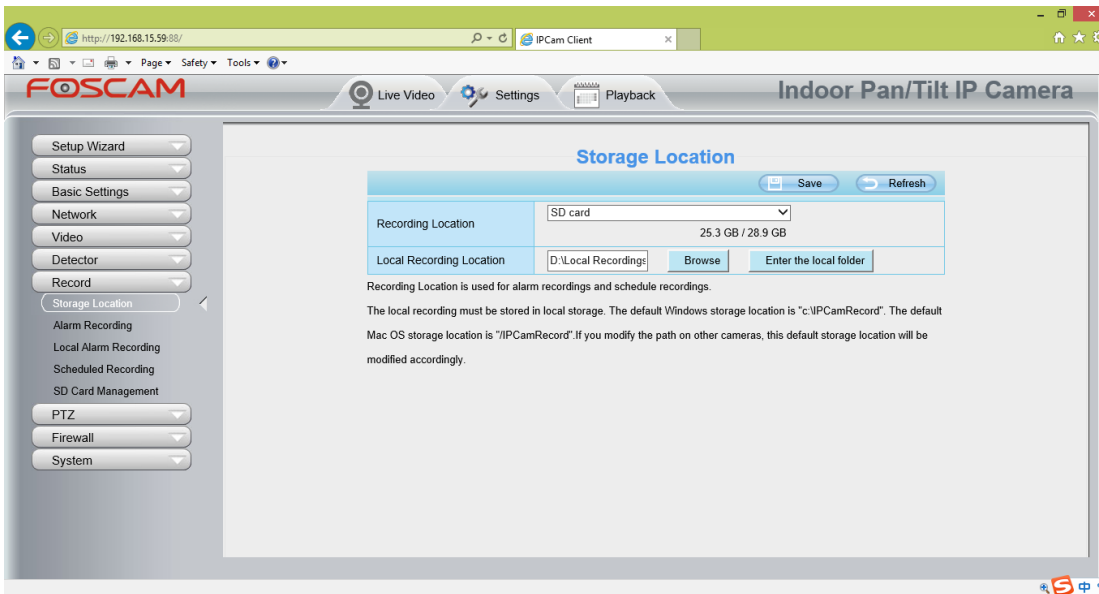 http://192.168.15.59:88/
IPCam Client
Page Safety Tools
FOSCAM
Live Video Settings Playback
Indoor Pan/Tilt IP Camera
Setup Wizard
Status
Basic Settings
Network
Video
Detector
Record
Storage Location
Alarm Recording
Local Alarm Recording
Scheduled Recording
SD Card Management
PTZ
Firewall
System
Storage Location
Save Refresh
Recording Location
SD card
25.3 GB / 28.9 GB
Local Recording Location D:\Local Recordings Browse Enter the local folder
Recording Location is used for alarm recordings and schedule recordings.
The local recording must be stored in local storage. The default Windows storage location is "c:\IPCamRecord". The default
Mac OS storage location is "/IPCamRecord".If you modify the path on other cameras, this default storage location will be
modified accordingly.
中